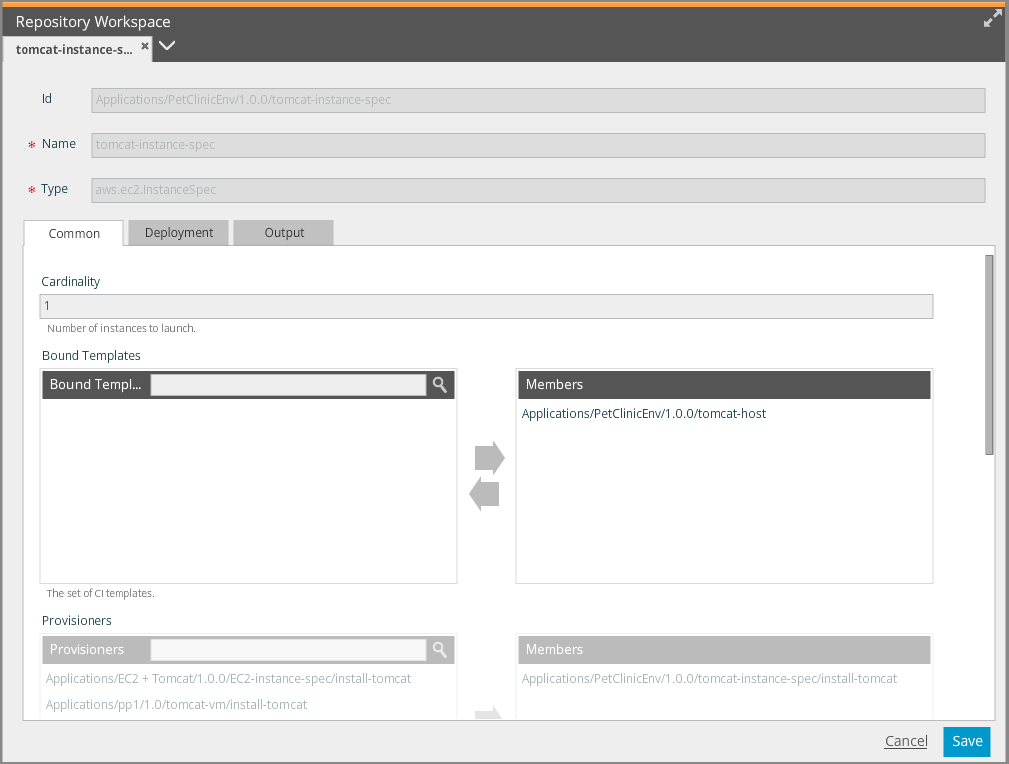 Repository Workspace
tomcat-instance-s...
Id
Applications/PetClinicEnv/1.0.0/tomcat-instance-spec
* Name
tomcat-instance-spec
* Type
aws.ec2.InstanceSpec
Common
Deployment
Output
Cardinality
1
Number of instances to launch.
Bound Templates
Bound Templ...
Members
Applications/PetClinicEnv/1.0.0/tomcat-host
The set of CI templates.
Provisioners
Provisioners
Members
Applications/EC2 + Tomcat/1.0.0/EC2-instance-spec/install-tomcat
Applications/PetClinicEnv/1.0.0/tomcat-instance-spec/install-tomcat
Applications/pp1/1.0/tomcat-vm/install-tomcat
Cancel
Save